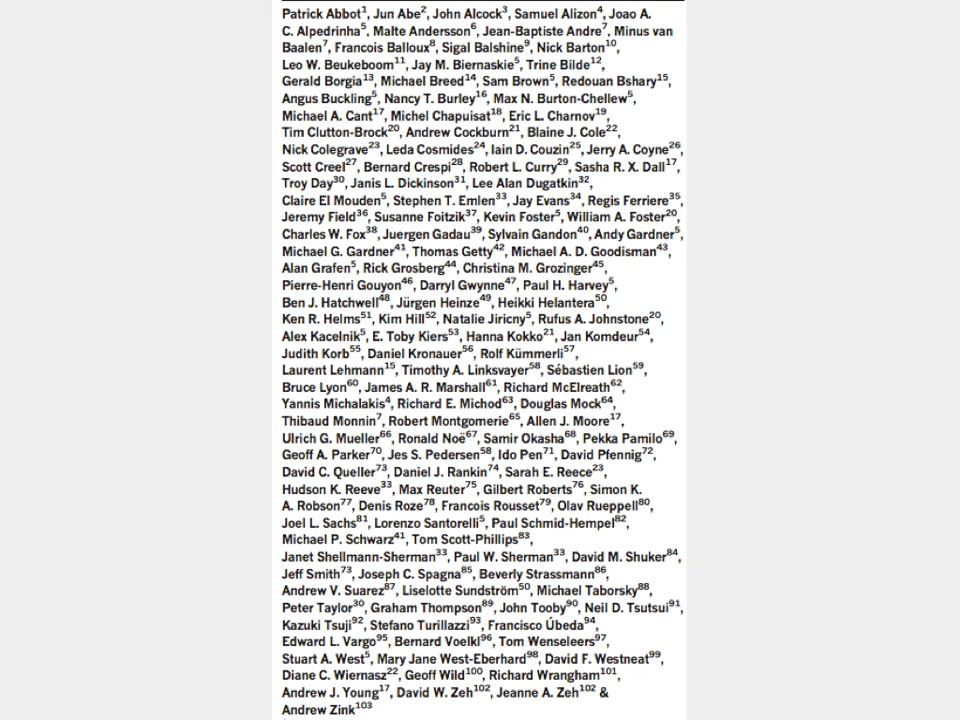 Patrick Abbot1, Jun Abe2, John Alcock3, Samuel Alizon4, Joao A.
C. Alpedrinha5, Malte Andersson6, Jean-Baptiste Andre7, Minus van
Baalen7, Francois Balloux8, Sigal Balshine9, Nick Barton10,
Leo W. Beukeboom11, Jay M. Biernaskie5, Trine Bilde12,
Gerald Borgia13, Michael Breed14, Sam Brown5, Redouan Bshary15,
Angus Buckling5, Nancy T. Burley16, Max N. Burton-Chellew5,
Michael A. Cant17, Michel Chapuisat18, Eric L. Charnov19,
Tim Clutton-Brock20, Andrew Cockburn21, Blaine J. Cole22,
Nick Colegrave23, Leda Cosmides24, Iain D. Couzin25, Jerry A. Coyne26,
Scott Creel27, Bernard Crespi28, Robert L. Curry29, Sasha R. X. Dall17,
Troy Day30, Janis L. Dickinson31, Lee Alan Dugatkin32,
Claire El Mouden5, Stephen T. Emlen33, Jay Evans34, Regis Ferriere35,
Jeremy Field36, Susanne Foitzik37, Kevin Foster5, William A. Foster20,
Charles W. Fox38, Juergen Gadau39, Sylvain Gandon40, Andy Gardner5,
Michael G. Gardner41, Thomas Getty42, Michael A. D. Goodisman43,
Alan Grafen5, Rick Grosberg44, Christina M. Grozinger45,
Pierre-Henri Gouyon46, Darryl Gwynne47, Paul H. Harvey5,
Ben J. Hatchwell48, Jürgen Heinze49, Heikki Helantera50,
Ken R. Helms51, Kim Hill52, Natalie Jiricny5, Rufus A. Johnstone20,
Alex Kacelnik5, E. Toby Kiers53, Hanna Kokko21, Jan Komdeur54,
Judith Korb55, Daniel Kronauer56, Rolf Kümmerli57,
Laurent Lehmann15, Timothy A. Linksvayer58, Sébastien Lion59,
Bruce Lyon60, James A. R. Marshall61, Richard McElreath62,
Yannis Michalakis4, Richard E. Michod63, Douglas Mock64,
Thibaud Monnin7, Robert Montgomerie65, Allen J. Moore17,
Ulrich G. Mueller66, Ronald Noë67, Samir Okasha68, Pekka Pamilo69,
Geoff A. Parker70, Jes S. Pedersen58, Ido Pen71, David Pfennig72,
David C. Queller73, Daniel J. Rankin74, Sarah E. Reece23,
Hudson K. Reeve33, Max Reuter75, Gilbert Roberts76, Simon K.
A. Robson77, Denis Roze78, Francois Rousset79, Olav Rueppell80,
Joel L. Sachs81, Lorenzo Santorelli5, Paul Schmid-Hempel82,
Michael P. Schwarz41, Tom Scott-Phillips83,
Janet Shellmann-Sherman33, Paul W. Sherman33, David M. Shuker84,
Jeff Smith73, Joseph C. Spagna85, Beverly Strassmann86,
Andrew V. Suarez87, Liselotte Sundström50, Michael Taborsky88,
Peter Taylor30, Graham Thompson89, John Tooby90, Neil D. Tsutsui91,
Kazuki Tsuji92, Stefano Turillazzi93, Francisco Úbeda94,
Edward L. Vargo95, Bernard Voelkl96, Tom Wenseleers97,
Stuart A. West5, Mary Jane West-Eberhard98, David F. Westneat99,
Diane C. Wiernasz22, Geoff Wild100, Richard Wrangham101,
Andrew J. Young17, David W. Zeh102, Jeanne A. Zeh102 &
Andrew Zink103